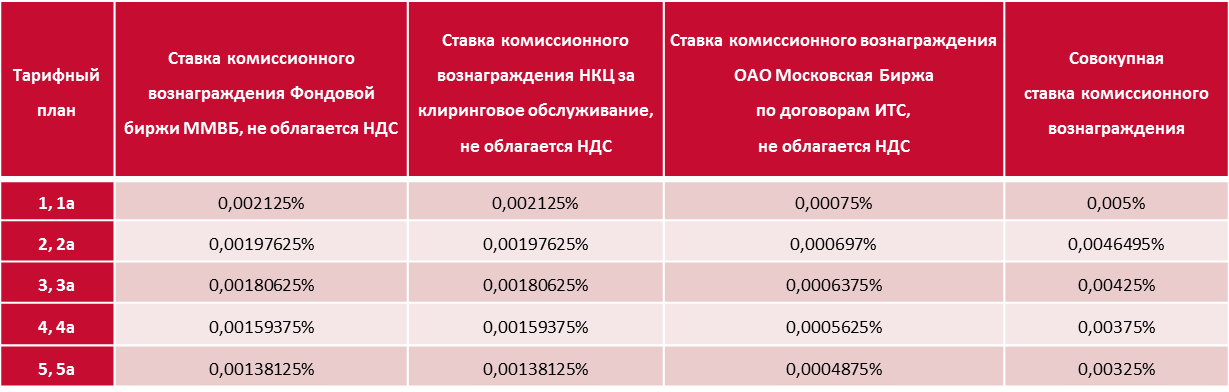 Тарифный
план
Ставка комиссионного
вознаграждения Фондовой
биржи ММВБ, не облагается НДС
Ставка комиссионного
вознаграждения НКЦ за
клиринговое обслуживание,
не облагается НДС
Ставка комиссионного вознаграждения
ОАО Московская Биржа
по договорам ИТС,
не облагается НДС
Совокупная
ставка комиссионного
вознаграждения
1, 1а 0,002125% 0,002125% 0,00075% 0,005%
2, 2а 0,00197625% 0,00197625% 0,000697% 0,0046495%
3, 3а 0,00180625% 0,00180625% 0,0006375% 0,00425%
4, 4а 0,00159375% 0,00159375% 0,0005625% 0,00375%
5, 5а 0,00138125% 0,00138125% 0,0004875% 0,00325%